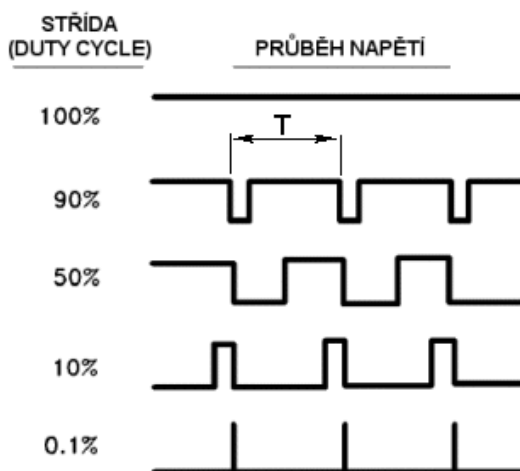 STŘÍDA
(DUTY CYCLE)
PRŮBĚH NAPĚTÍ
100%
T
90%
50%
10%
0.1%